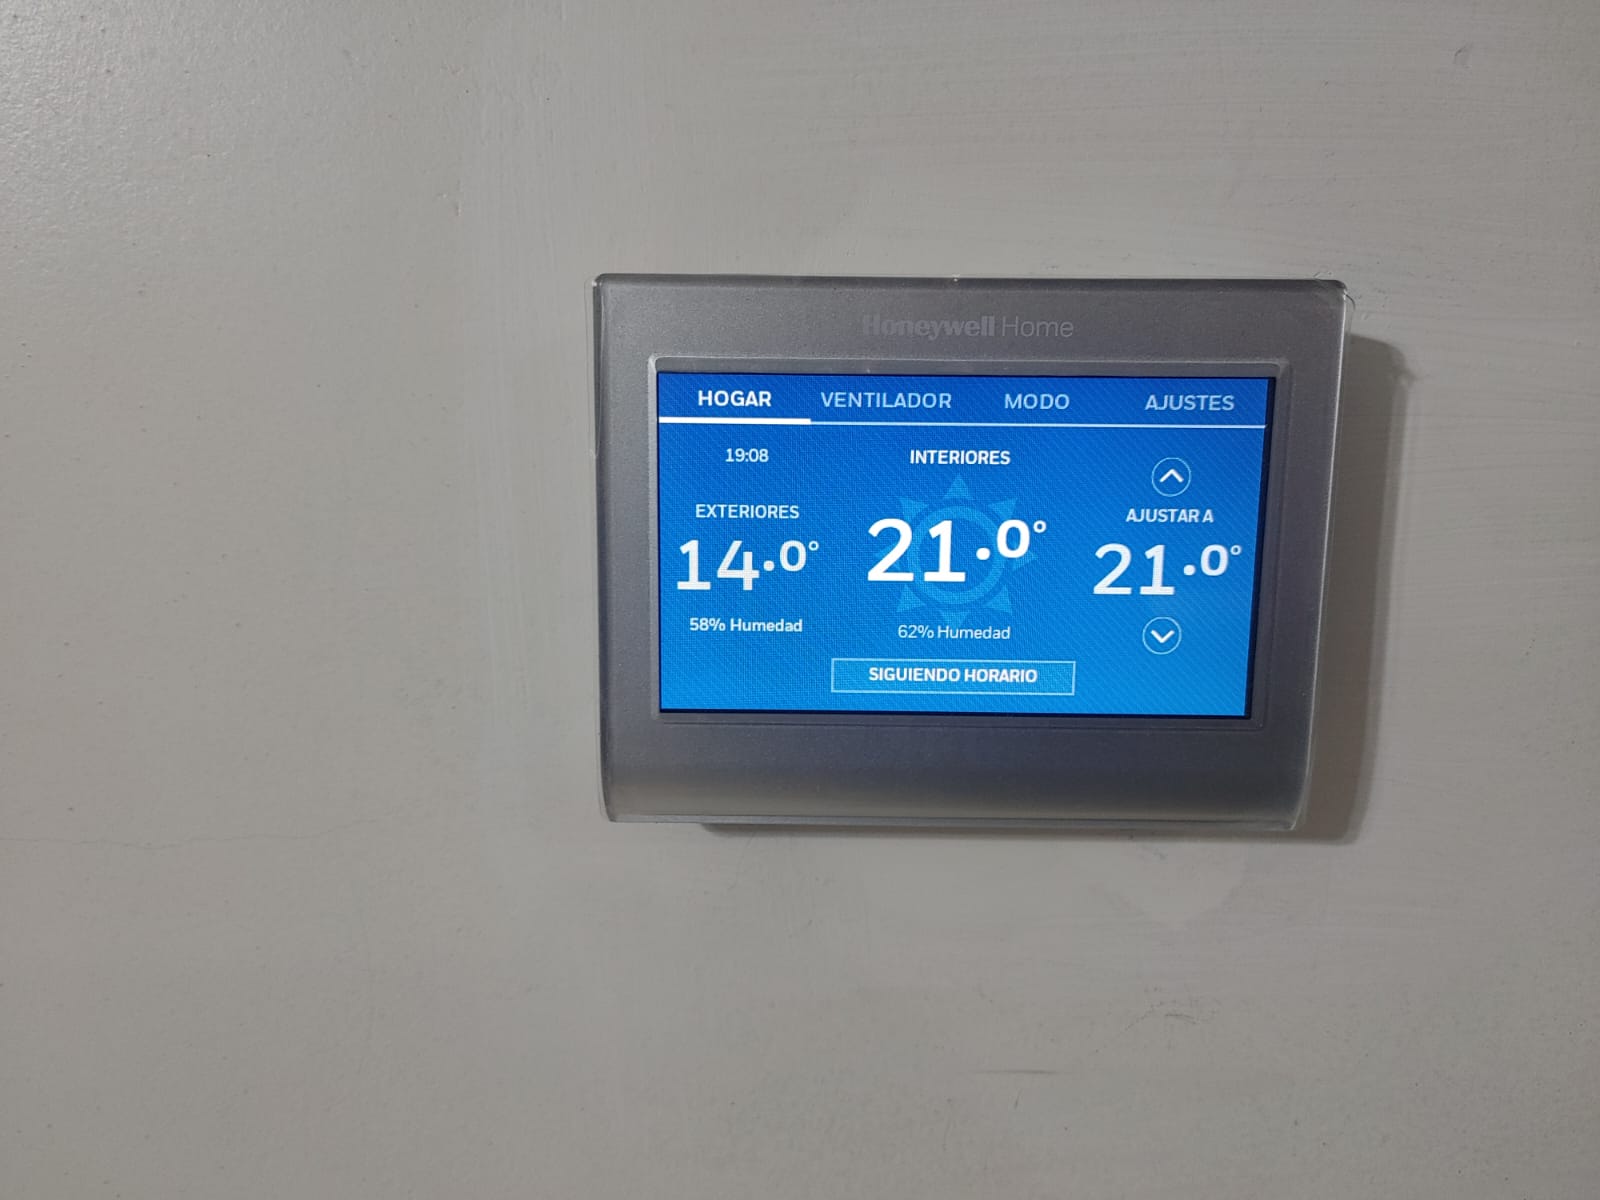 Honeywell Home
HOGAR VENTILADOR MODO AJUSTES
19:08
INTERIORES
EXTERIORES
14.0°
58% Humedad
21.0°
62% Humedad
AJUSTAR A
21.0°
SIGUIENDO HORARIO